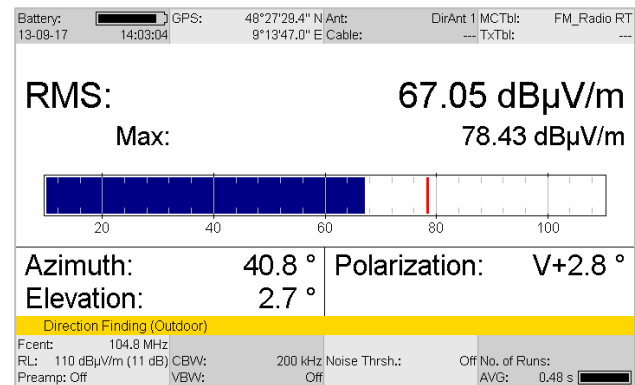 Battery: GPS: 48°27'29.4" N Ant: DirAnt 1 MCTbl: FM_Radio RT
13-09-17 14:03:04 9°13'47.0" E Cable: --- TxTbl: ---
RMS: 67.05 dBµV/m
Max: 78.43 dBµV/m
20 40 60 80 100
Azimuth: 40.8 ° Polarization: V+2.8 °
Elevation: 2.7 °
Direction Finding (Outdoor)
Fcent: 104.8 MHz
RL: 110 dBµV/m (11 dB) CBW: 200 kHz Noise Thrsh.: Off No. of Runs:
Preamp: Off VBW: Off AVG: 0.48 s